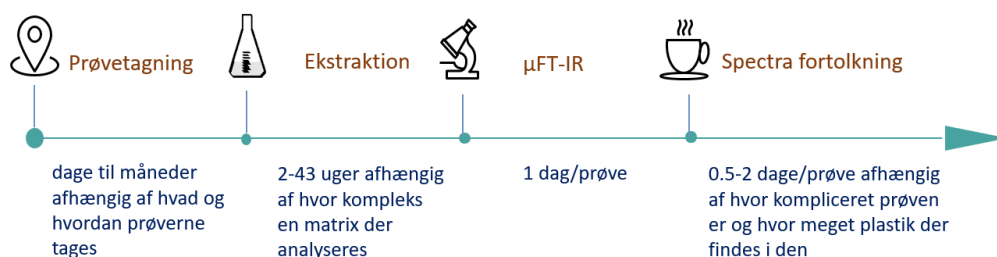 Prøvetagning
Ekstraktion
μFT-IR
Spectra fortolkning
dage til måneder
afhængig af hvad og
hvordan prøverne
tages
2-43 uger afhængig
af hvor kompleks
en matrix der
analyseres
1 dag/prøve
0.5-2 dage/prøve afhængig
af hvor kompliceret prøven
er og hvor meget plastik der
findes i den